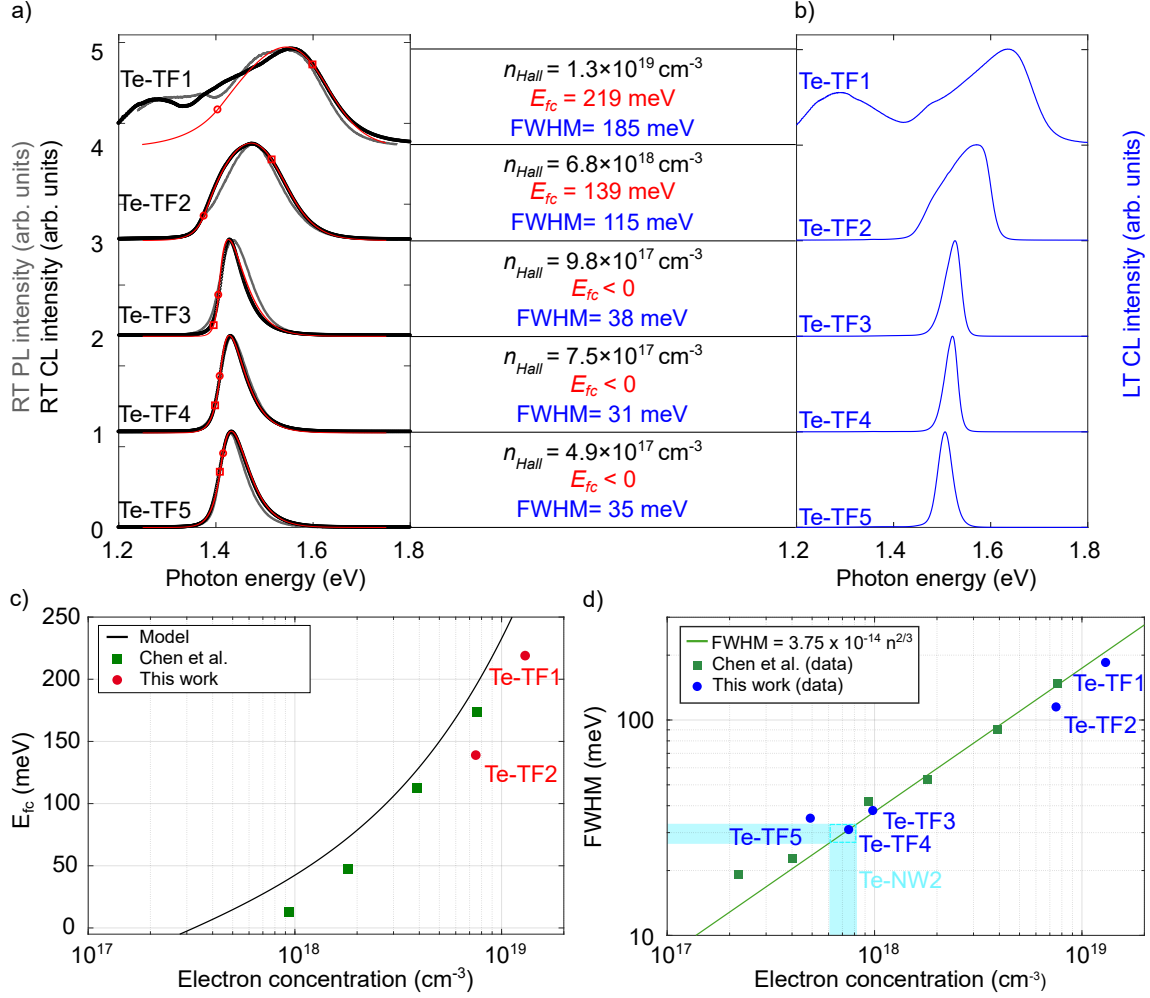 a)
b)
RT PL intensity (arb. units)
RT CL intensity (arb. units)
5
4
3
2
1
0
Te-TF1
Te-TF2
Te-TF3
Te-TF4
Te-TF5
1.2 1.4 1.6 1.8
Photon energy (eV)
n_Hall = 1.3×10^19 cm^-3
E_fc = 219 meV
FWHM= 185 meV
n_Hall = 6.8×10^18 cm^-3
E_fc = 139 meV
FWHM= 115 meV
n_Hall = 9.8×10^17 cm^-3
E_fc < 0
FWHM= 38 meV
n_Hall = 7.5×10^17 cm^-3
E_fc < 0
FWHM= 31 meV
n_Hall = 4.9×10^17 cm^-3
E_fc < 0
FWHM= 35 meV
Te-TF1
Te-TF2
Te-TF3
Te-TF4
Te-TF5
LT CL intensity (arb. units)
1.2 1.4 1.6 1.8
Photon energy (eV)
c)
E_fc (meV)
250
200
150
100
50
0
Model
Chen et al.
This work
Te-TF1
Te-TF2
10^17 10^18 10^19
Electron concentration (cm^-3)
d)
FWHM (meV)
100
10
FWHM = 3.75 x 10^-14 n^2/3
Chen et al. (data)
This work (data)
Te-TF1
Te-TF2
Te-TF3
Te-TF5
Te-TF4
Te-NW2
10^17 10^18 10^19
Electron concentration (cm^-3)